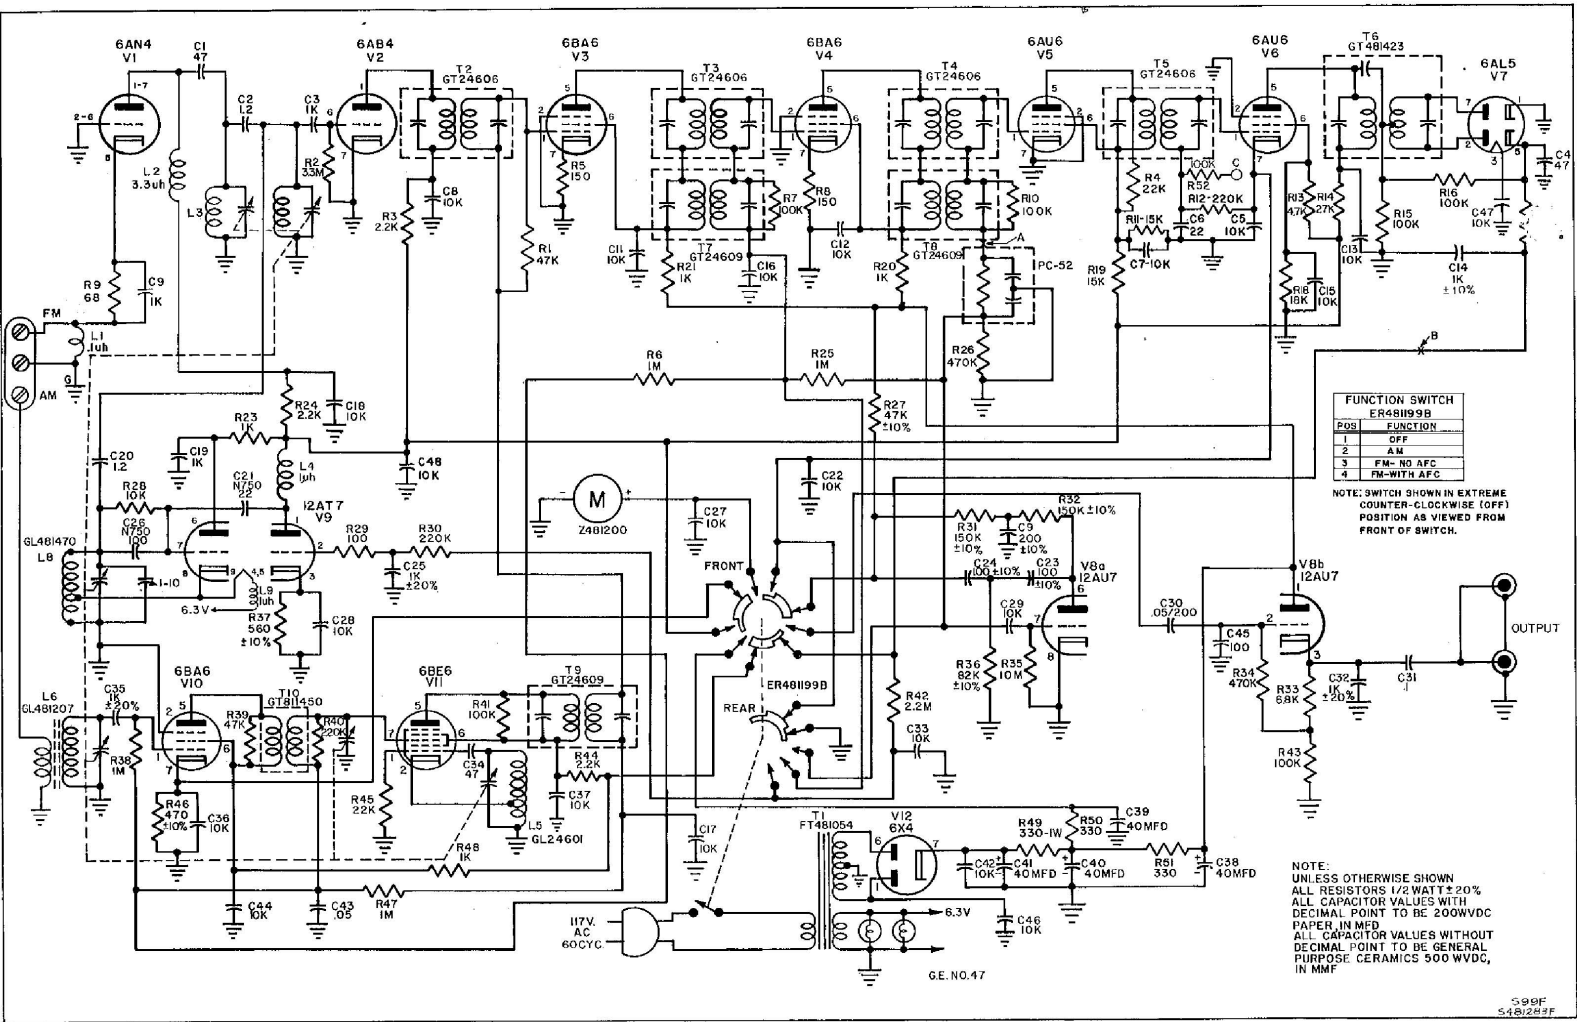 6AN4
V1
C1
47
6AB4
V2
T2
GT24606
6BA6
V3
T3
GT24606
6BA6
V4
T4
GT24606
6AU6
V5
T5
GT24606
6AU6
V6
T6
GT481423
6AL5
V7
1-7
2-6
8
C2
1.2
C3
1K
R2
3.3M
L2
3.3uh
L3
C8
10K
R3
2.2K
R5
150
R1
47K
C11
10K
R7
100K
T7
GT24609
R21
1K
C16
10K
R8
150
C12
10K
R20
1K
T8
GT24609
R10
100K
A
PC-52
R4
22K
R11-15K
C7-10K
R19
15K
100K
R52
C
R12-220K
C6
22
C5
10K
R13
4.7K
R14
27K
R18
18K
C15
10K
C13
10K
R15
100K
R16
100K
C47
10K
C4
47
C14
1K
±10%
B
R9
68
C9
1K
FM
L1
.1uh
G
AM
R6
1M
R25
1M
R26
470K
R27
47K
±10%
R24
2.2K
C18
10K
R23
1K
C19
1K
L4
1uh
C48
10K
C20
1.2
R28
10K
C21
N750
22
12AT7
V9
C26
N750
100
GL481470
L8
1-10
6.3V
L9
1uh
R37
560
±10%
C28
10K
R29
100
R30
220K
C25
1K
±20%
M
Z481200
C27
10K
C22
10K
R31
150K
±10%
R32
150K±10%
C9
200
±10%
C24
100±10%
C23
100
±10%
V8a
12AU7
V8b
12AU7
FUNCTION SWITCH
ER481199B
POS FUNCTION
1 OFF
2 AM
3 FM-NO AFC
4 FM-WITH AFC
NOTE: SWITCH SHOWN IN EXTREME
COUNTER-CLOCKWISE (OFF)
POSITION AS VIEWED FROM
FRONT OF SWITCH.
FRONT
ER481199B
REAR
C29
10K
R36
82K
±10%
R35
10M
C30
.05/200
C45
100
R34
470K
R33
6.8K
C32
1K
±20%
C31
.1
R43
100K
OUTPUT
R42
2.2M
C33
10K
L6
GL481207
C35
1K
±20%
R38
1M
6BA6
V10
R39
47K
T10
GT811450
R40
220K
6BE6
V11
R41
100K
T9
GT24609
C34
47
R44
2.2K
C37
10K
R45
22K
L5
GL24601
R46
470
±10%
C36
10K
R48
1K
C17
10K
R47
1M
C44
10K
C43
.05
117V.
AC
60CYC.
T1
FT481054
V12
6X4
C42
10K
C41
40MFD
R49
330-1W
R50
330
C39
40MFD
C40
40MFD
R51
330
C38
40MFD
C46
10K
6.3V
G.E. NO.47
NOTE:
UNLESS OTHERWISE SHOWN
ALL RESISTORS 1/2 WATT±20%
ALL CAPACITOR VALUES WITH
DECIMAL POINT TO BE 200WVDC
PAPER, IN MFD
ALL CAPACITOR VALUES WITHOUT
DECIMAL POINT TO BE GENERAL
PURPOSE CERAMICS 500 WVDC,
IN MMF
S99F
S481283F